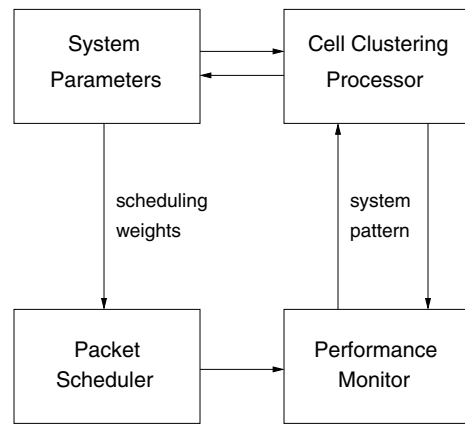 System
Parameters
Cell Clustering
Processor
scheduling
weights
system
pattern
Packet
Scheduler
Performance
Monitor